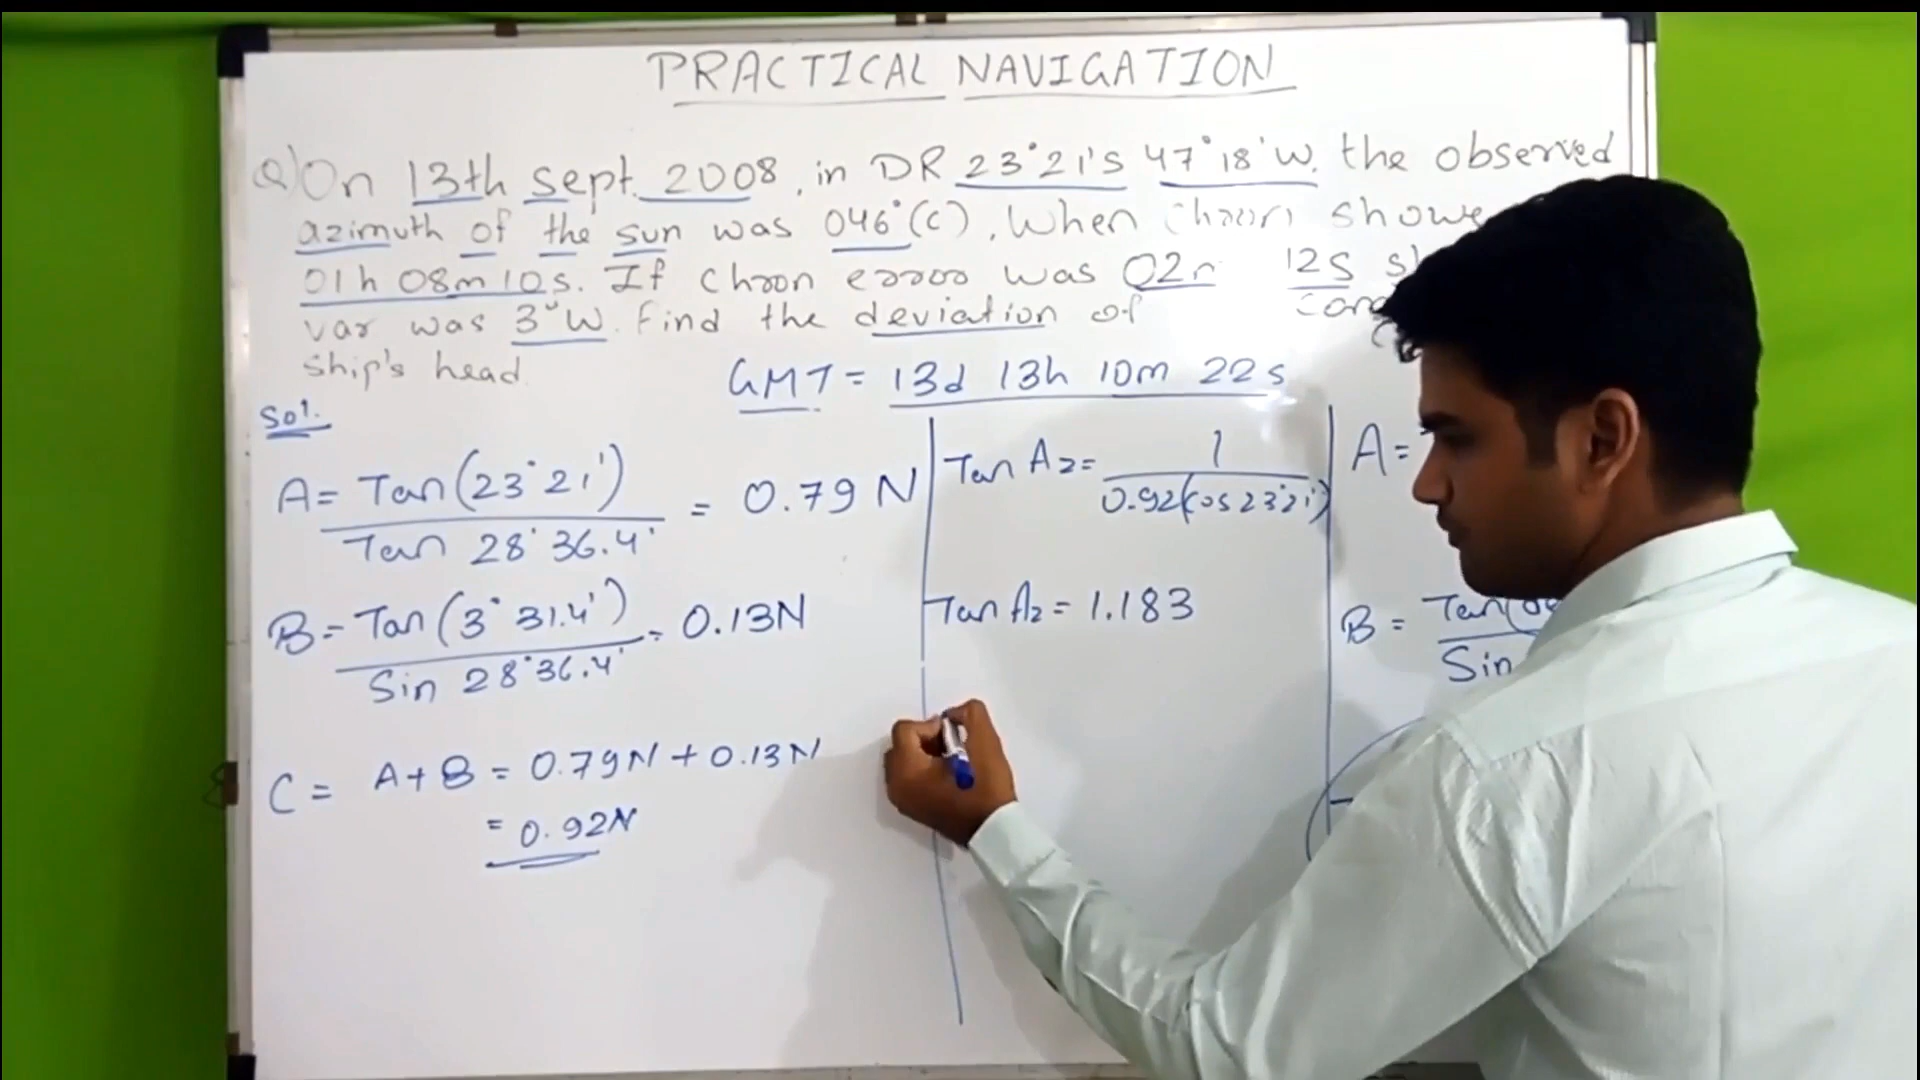 PRACTICAL NAVIGATION
Q) On 13th sept. 2008, in DR 23°21's 47°18'W. the observed
azimuth of the sun was 046°(C). When chron showe
01h 08m 10s. If chron error was 02 12s
var was 3°W. Find the deviation of
ship's head.
GMT = 13d 13h 10m 22s
Sol.
A = Tan (23°21') / Tan 28°36.4' = 0.79 N
B = Tan (3° 31.4') / Sin 28°36.4' = 0.13N
C = A + B = 0.79N + 0.13N
= 0.92N
Tan Az = 1 / 0.92(cos 23°21')
Tan Az = 1.183
A =
B = Tan( / Sin